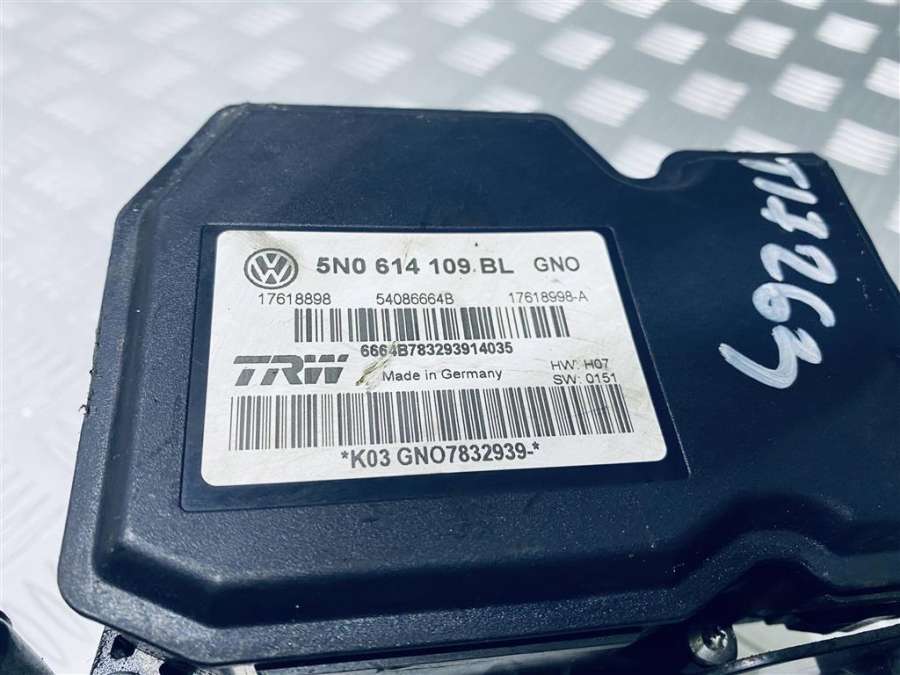 5N0 614 109 BL GNO
17618898 54086664B 17618998-A
6664B783293914035
TRW Made in Germany HW: H07
SW: 0151
*K03 GNO7832939-*